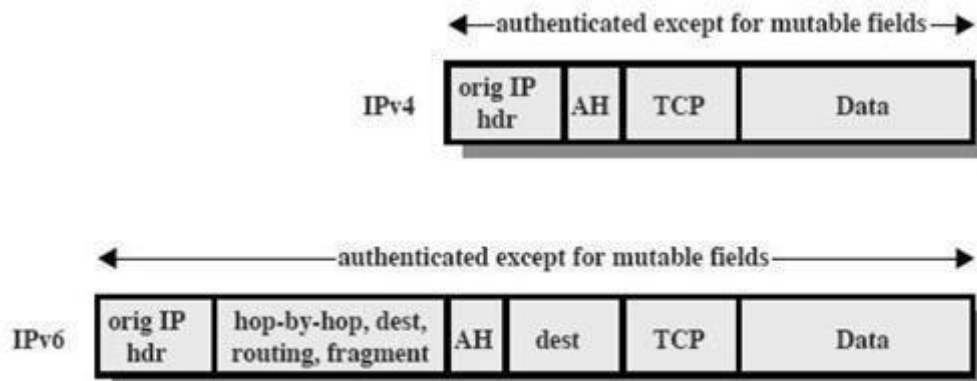 authenticated except for mutable fields
IPv4
orig IP
hdr
AH
TCP
Data
authenticated except for mutable fields
IPv6
orig IP
hdr
hop-by-hop, dest,
routing, fragment
AH
dest
TCP
Data